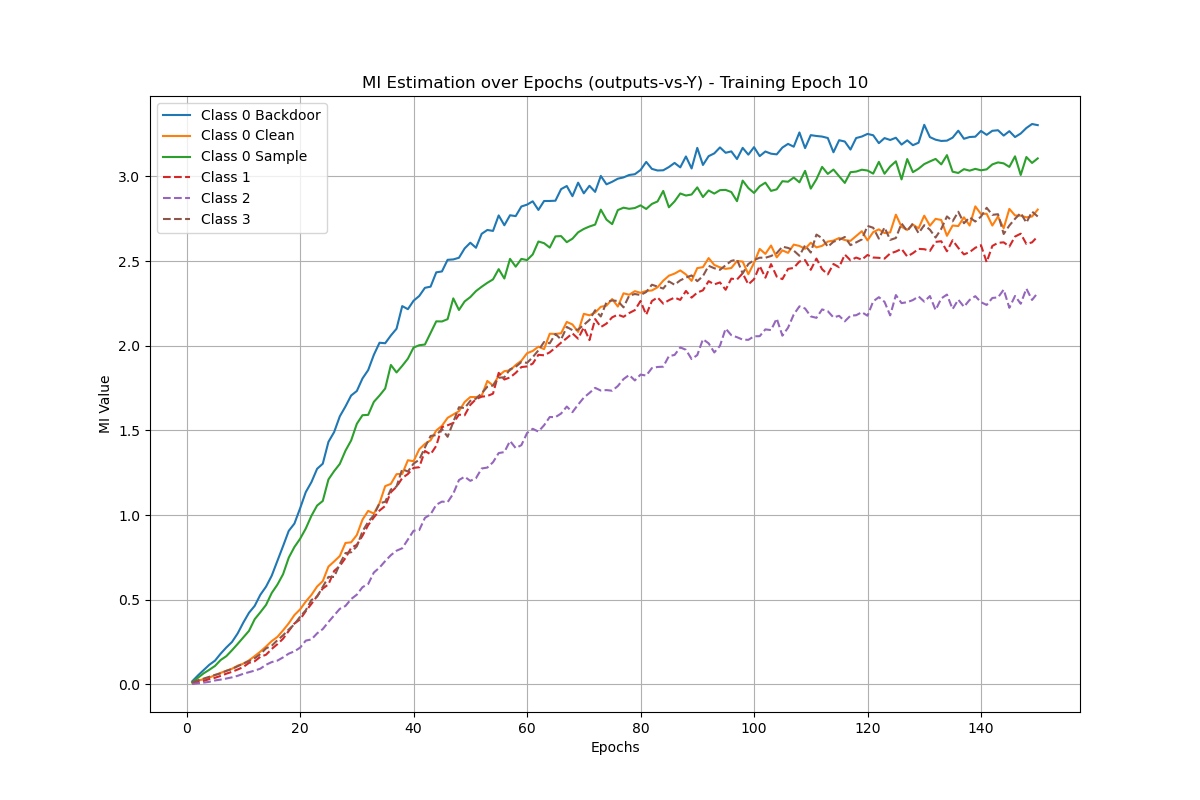 MI Estimation over Epochs (outputs-vs-Y) - Training Epoch 10
Class 0 Backdoor
Class 0 Clean
Class 0 Sample
Class 1
Class 2
Class 3
3.0
2.5
2.0
1.5
1.0
0.5
0.0
MI Value
0 20 40 60 80 100 120 140
Epochs